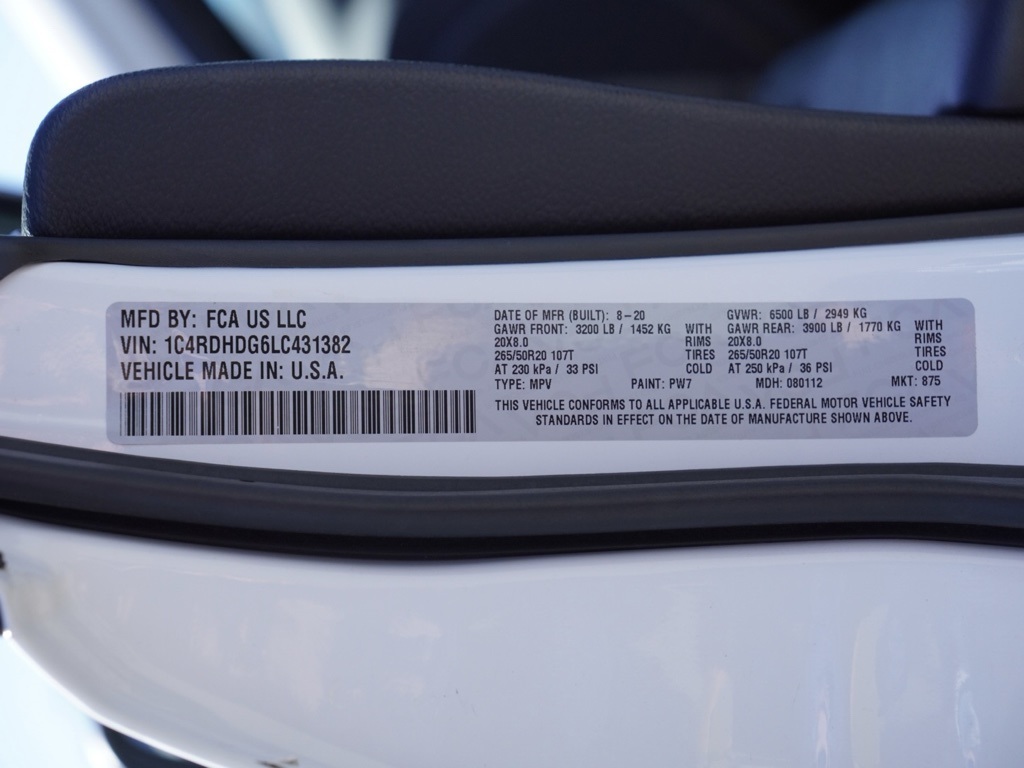 MFD BY: FCA US LLC
VIN: 1C4RDHDG6LC431382
VEHICLE MADE IN: U.S.A.
DATE OF MFR (BUILT): 8-20 GVWR: 6500 LB / 2949 KG
GAWR FRONT: 3200 LB / 1452 KG WITH GAWR REAR: 3900 LB / 1770 KG WITH
20X8.0 RIMS 20X8.0 RIMS
265/50R20 107T TIRES 265/50R20 107T TIRES
AT 230 kPa / 33 PSI COLD AT 250 kPa / 36 PSI COLD
TYPE: MPV PAINT: PW7 MDH: 080112 MKT: 875
THIS VEHICLE CONFORMS TO ALL APPLICABLE U.S.A. FEDERAL MOTOR VEHICLE SAFETY
STANDARDS IN EFFECT ON THE DATE OF MANUFACTURE SHOWN ABOVE.